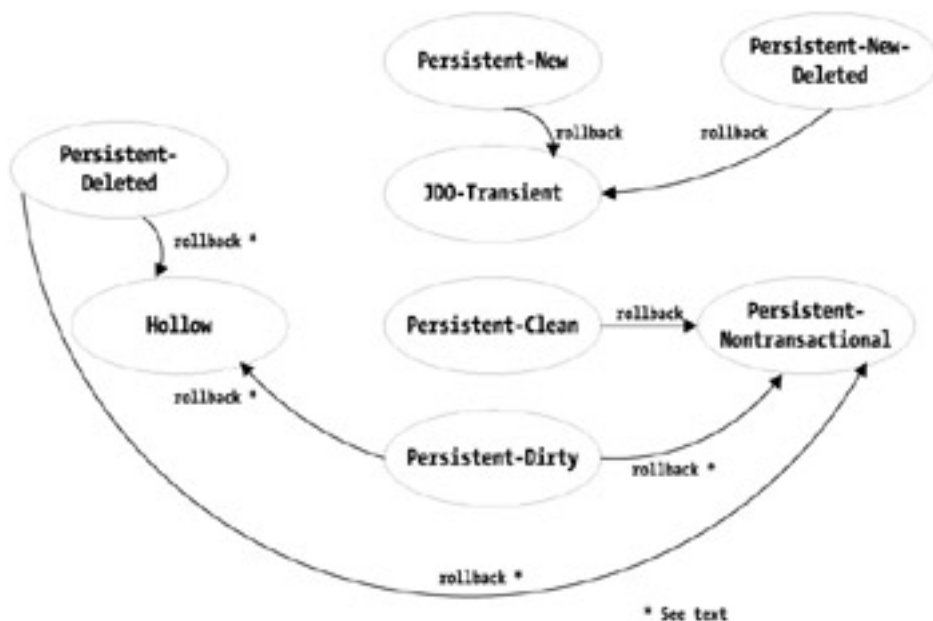 Persistent-New
Persistent-New-
Deleted
rollback
rollback
Persistent-
Deleted
JDO-Transient
rollback *
Hollow
Persistent-Clean
rollback
Persistent-
Nontransactional
rollback *
Persistent-Dirty
rollback *
rollback *
* See text